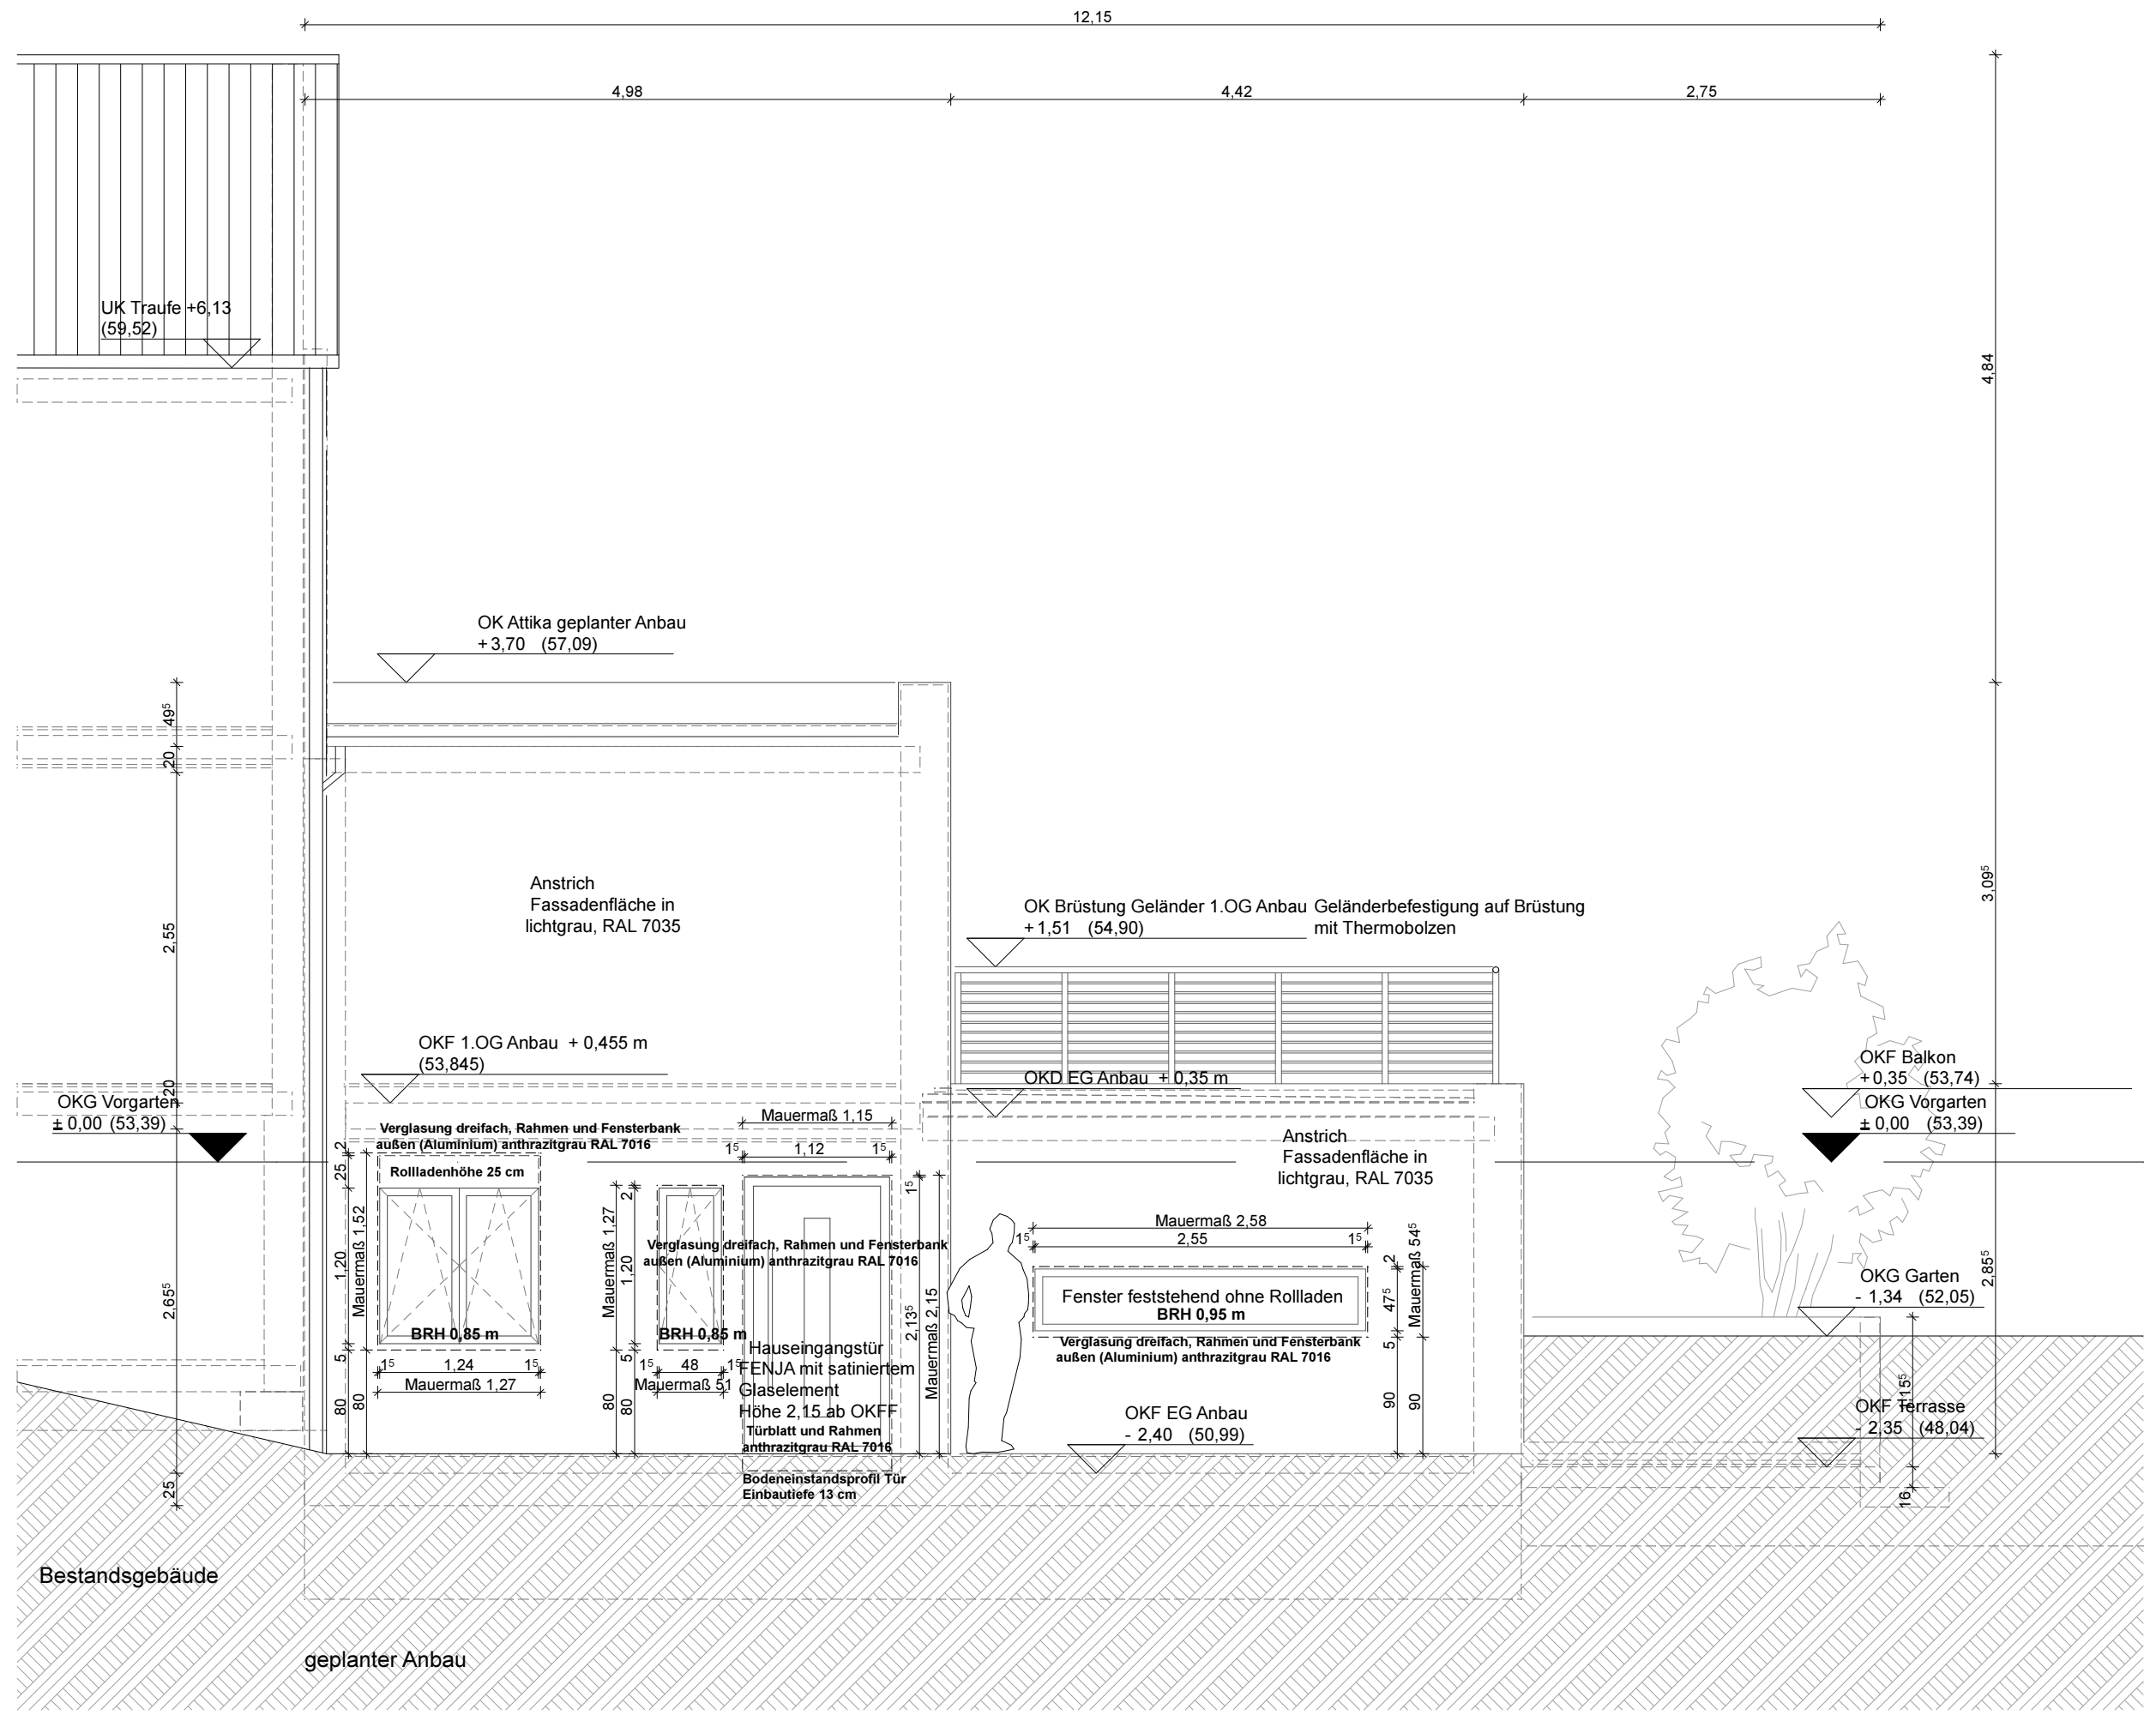 12,15
4,98
4,42
2,75
UK Traufe +6,13
(59,52)
4,84
OK Attika geplanter Anbau
+ 3,70 (57,09)
49⁵
20
2,55
20
2,65⁵
25
Anstrich
Fassadenfläche in
lichtgrau, RAL 7035
OK Brüstung Geländer 1.OG Anbau
+ 1,51 (54,90)
Geländerbefestigung auf Brüstung
mit Thermobolzen
3,09⁵
OKF 1.OG Anbau + 0,455 m
(53,845)
OKD EG Anbau + 0,35 m
OKF Balkon
+ 0,35 (53,74)
OKG Vorgarten
± 0,00 (53,39)
OKG Vorgarten
± 0,00 (53,39)
Mauermaß 1,15
1⁵ 1,12 1⁵
Verglasung dreifach, Rahmen und Fensterbank
außen (Aluminium) anthrazitgrau RAL 7016
Rollladenhöhe 25 cm
2
25
1,20
5
80
Mauermaß 1,52
80
BRH 0,85 m
1⁵ 1,24 1⁵
Mauermaß 1,27
Mauermaß 1,27
80
2
1,20
5
80
Verglasung dreifach, Rahmen und Fensterbank
außen (Aluminium) anthrazitgrau RAL 7016
BRH 0,85 m
1⁵ 48 1⁵
Mauermaß 51
Hauseingangstür
FENJA mit satiniertem
Glaselement
Höhe 2,15 ab OKFF
Türblatt und Rahmen
anthrazitgrau RAL 7016
Bodeneinstandsprofil Tür
Einbautiefe 13 cm
1⁵
2,13⁵
Mauermaß 2,15
Anstrich
Fassadenfläche in
lichtgrau, RAL 7035
Mauermaß 2,58
1⁵ 2,55 1⁵
Fenster feststehend ohne Rollladen
BRH 0,95 m
Verglasung dreifach, Rahmen und Fensterbank
außen (Aluminium) anthrazitgrau RAL 7016
2
47⁵
5
90
Mauermaß 54⁵
90
OKF EG Anbau
- 2,40 (50,99)
OKG Garten
- 1,34 (52,05)
2,85⁵
1,15⁵
OKF Terrasse
- 2,35 (48,04)
16
Bestandsgebäude
geplanter Anbau